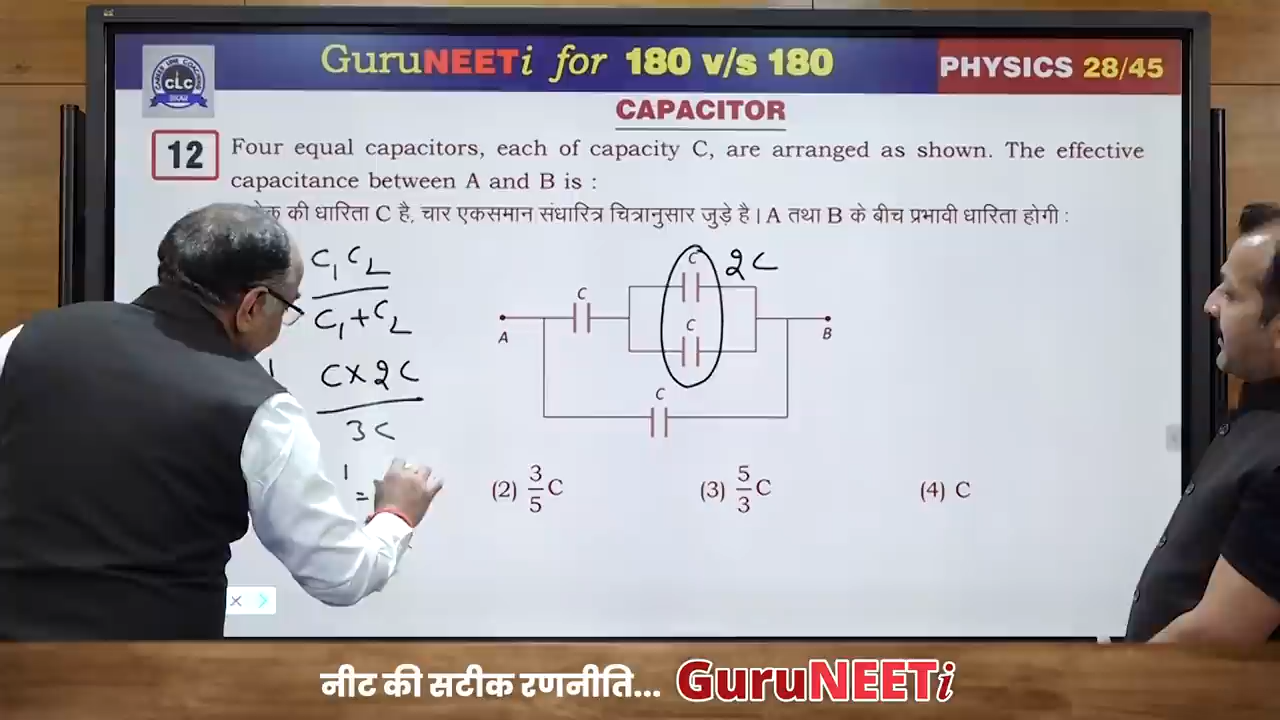 GuruNEETi for 180 v/s 180
PHYSICS 28/45
CLC
CAPACITOR
12
Four equal capacitors, each of capacity C, are arranged as shown. The effective
capacitance between A and B is :
की धारिता C है, चार एकसमान संधारित्र चित्रानुसार जुड़े है। A तथा B के बीच प्रभावी धारिता होगी :
C₁C₂
C₁+C₂
C×2C
3C
1
=
C
2C
C
C
A
B
C
(2) 3/5 C
(3) 5/3 C
(4) C
नीट की सटीक रणनीति... GuruNEETi